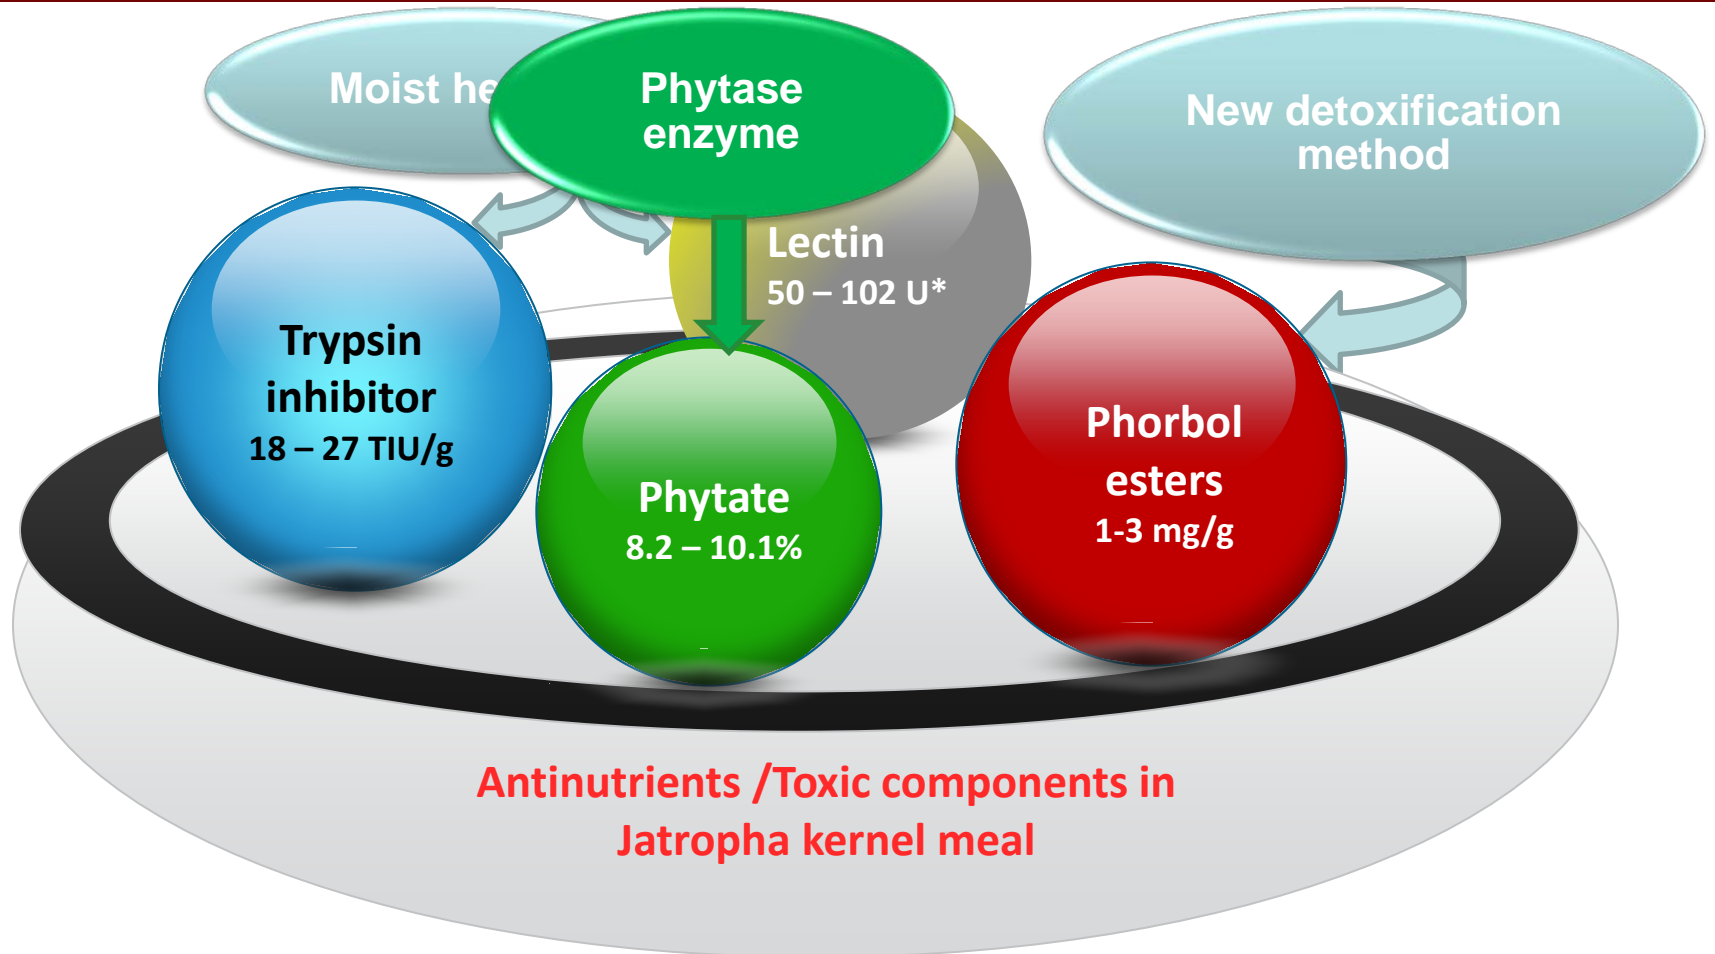 Moist
Phytase
enzyme
New detoxification
method
Lectin
50 – 102 U*
Trypsin
inhibitor
18 – 27 TIU/g
Phytate
8.2 – 10.1%
Phorbol
esters
1-3 mg/g
Antinutrients /Toxic components in
Jatropha kernel meal